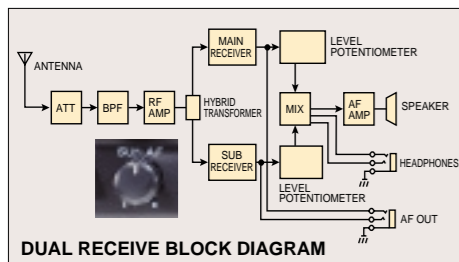 MAIN
RECEIVER
LEVEL
POTENTIOMETER
ANTENNA
ATT
BPF
RF
AMP
HYBRID
TRANSFORMER
MIX
AF
AMP
SPEAKER
SUB
RECEIVER
LEVEL
POTENTIOMETER
HEADPHONES
AF OUT
DUAL RECEIVE BLOCK DIAGRAM